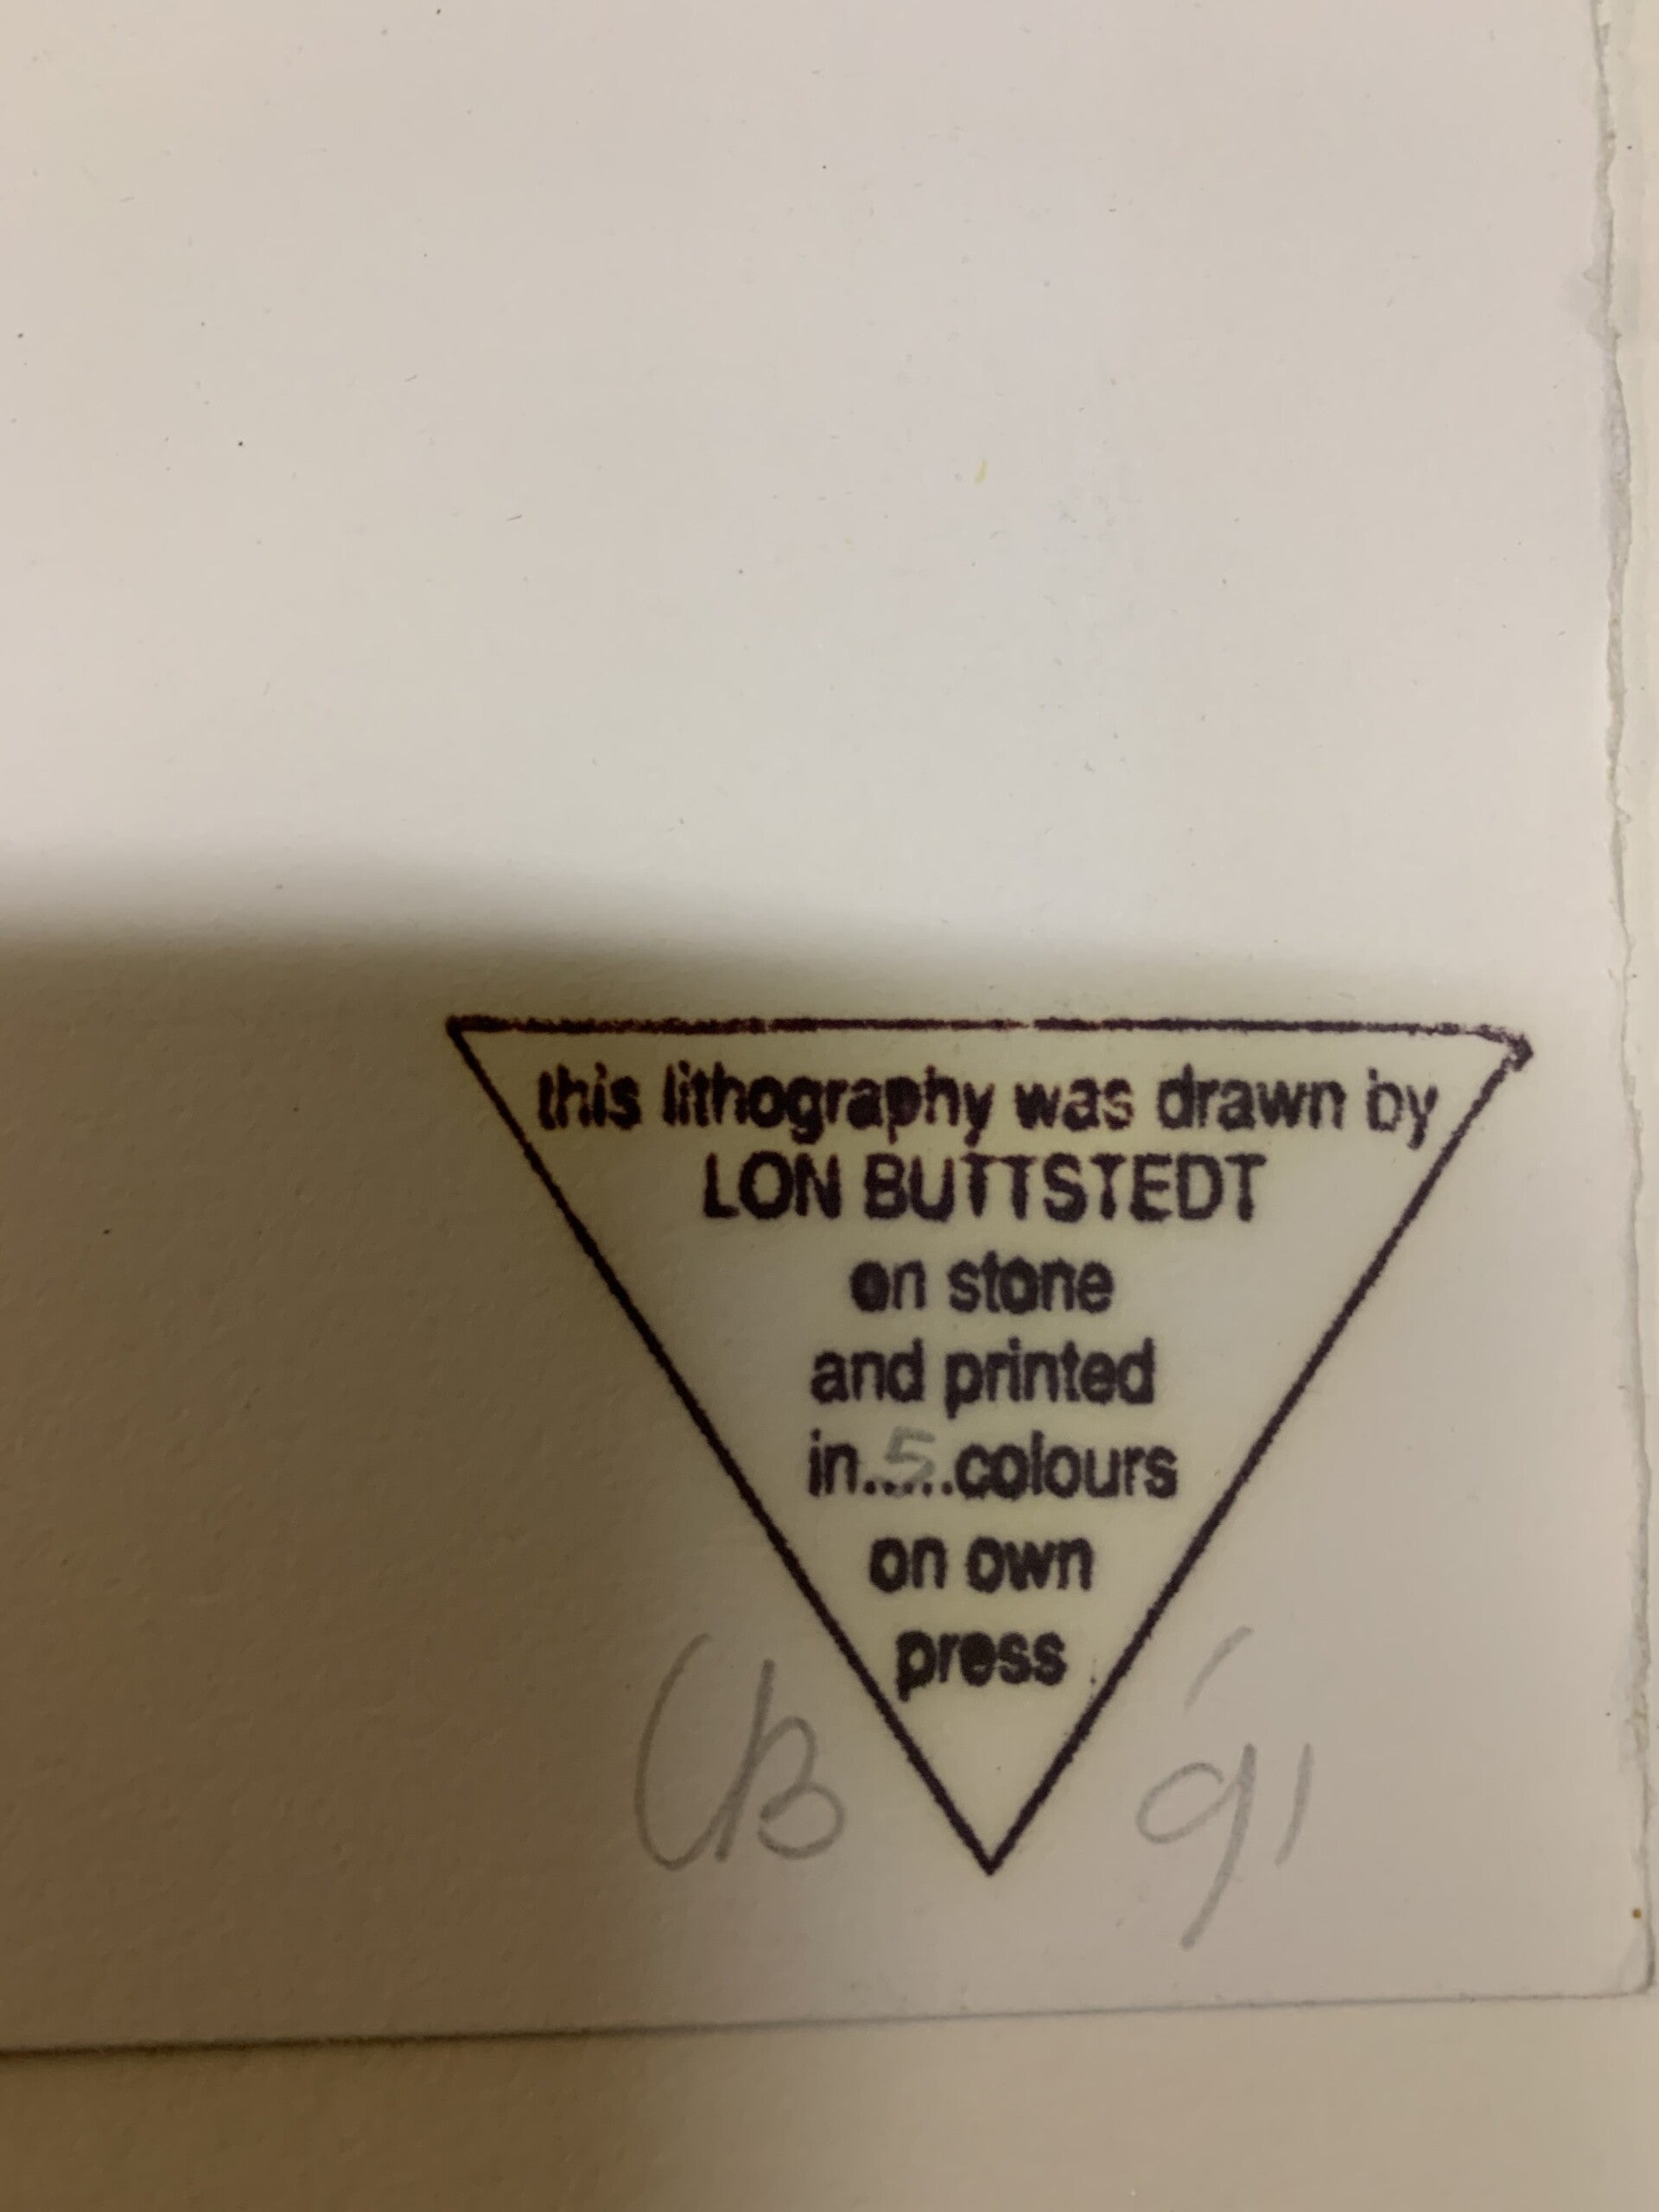 this lithography was drawn by
LON BUTTSTEDT
on stone
and printed
in..5..colours
on own
press
LB '91